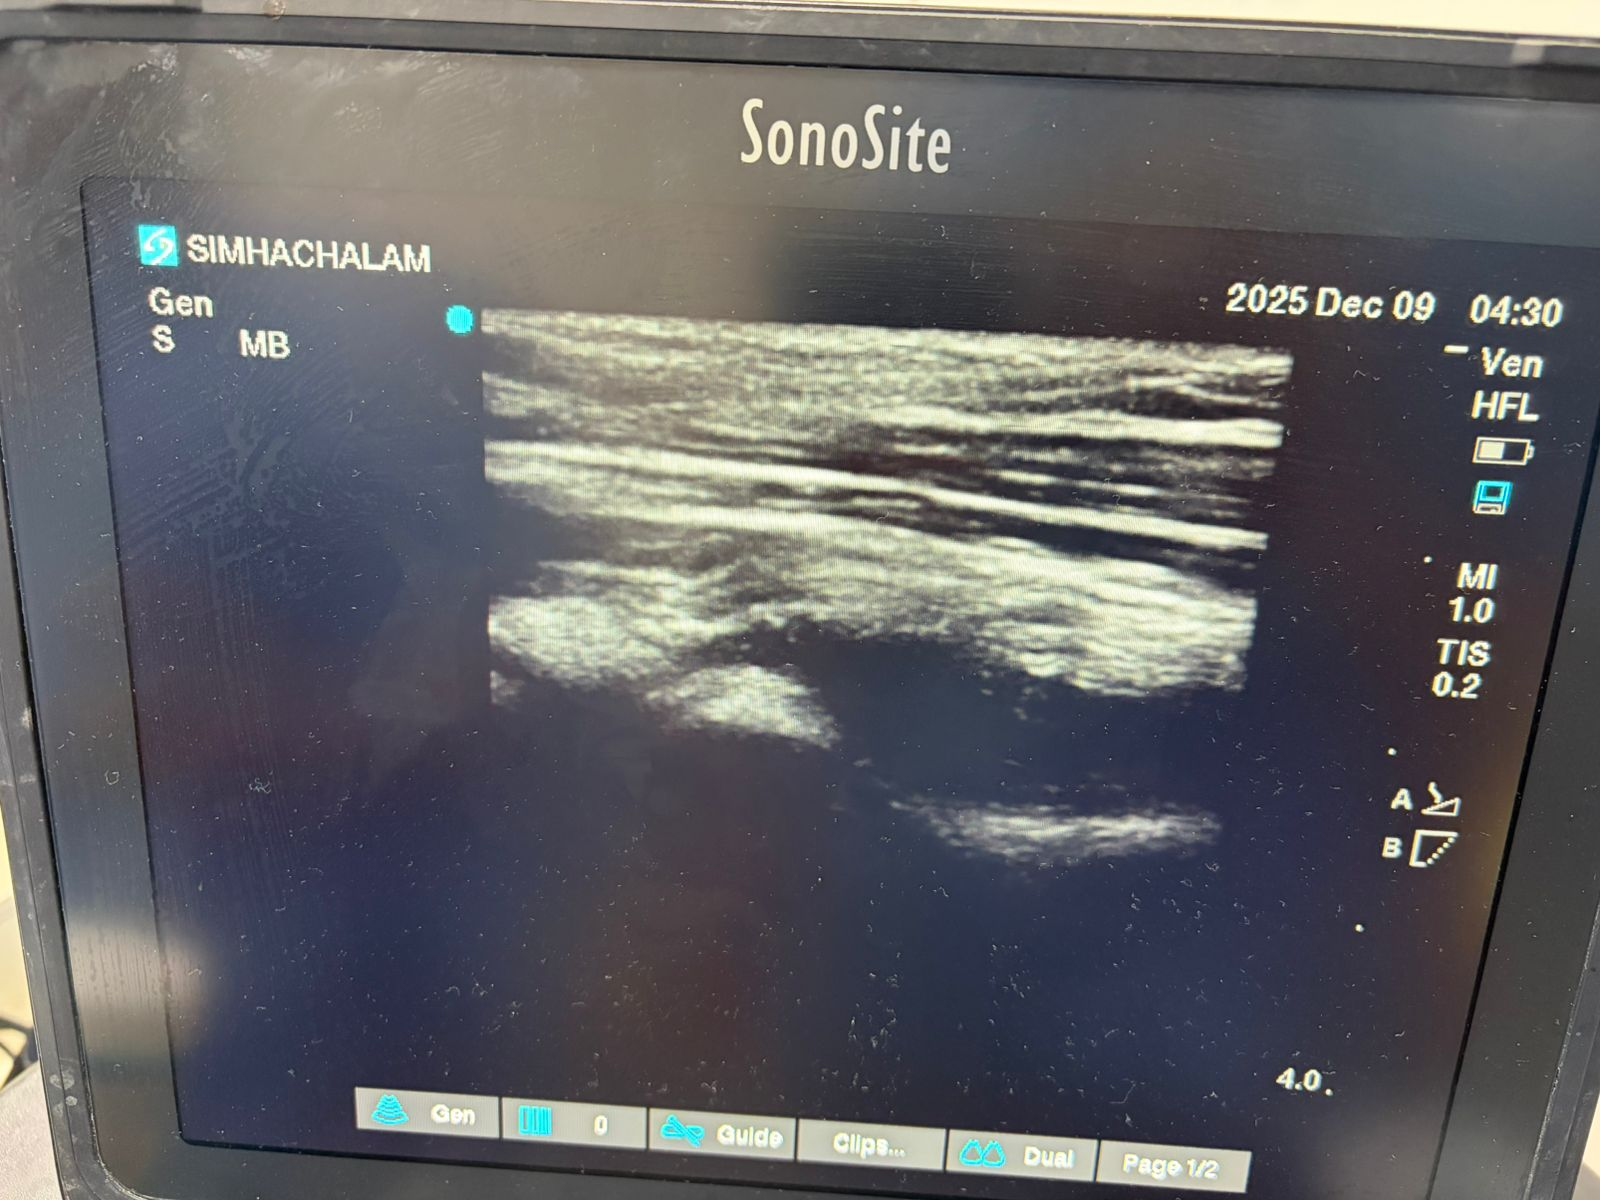 SonoSite
SIMHACHALAM
Gen
S MB
2025 Dec 09 04:30
Ven
HFL
MI
1.0
TIS
0.2
A
B
4.0
Gen 0 Guide Clips... Dual Page 1/2